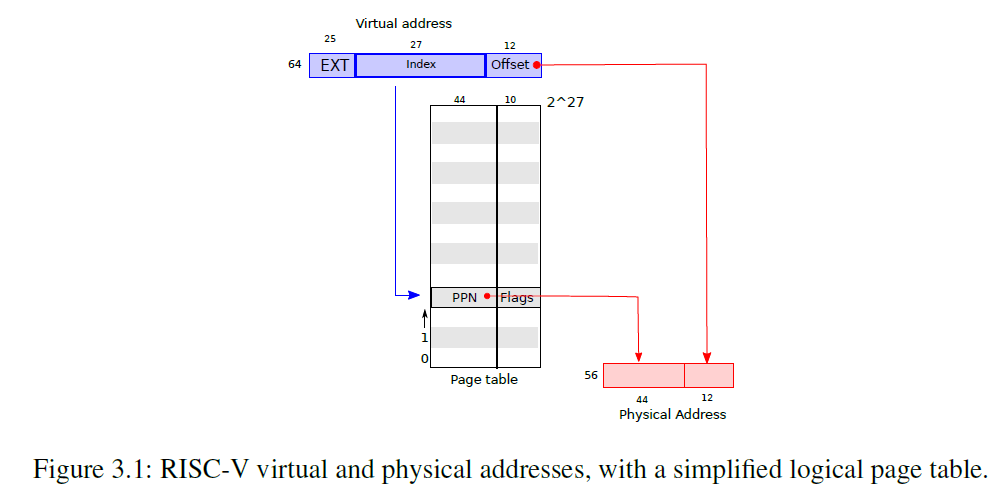 Virtual address
25 27 12
64 EXT Index Offset
44 10 2^27
PPN Flags
1
0
Page table
56
44 12
Physical Address
Figure 3.1: RISC-V virtual and physical addresses, with a simplified logical page table.